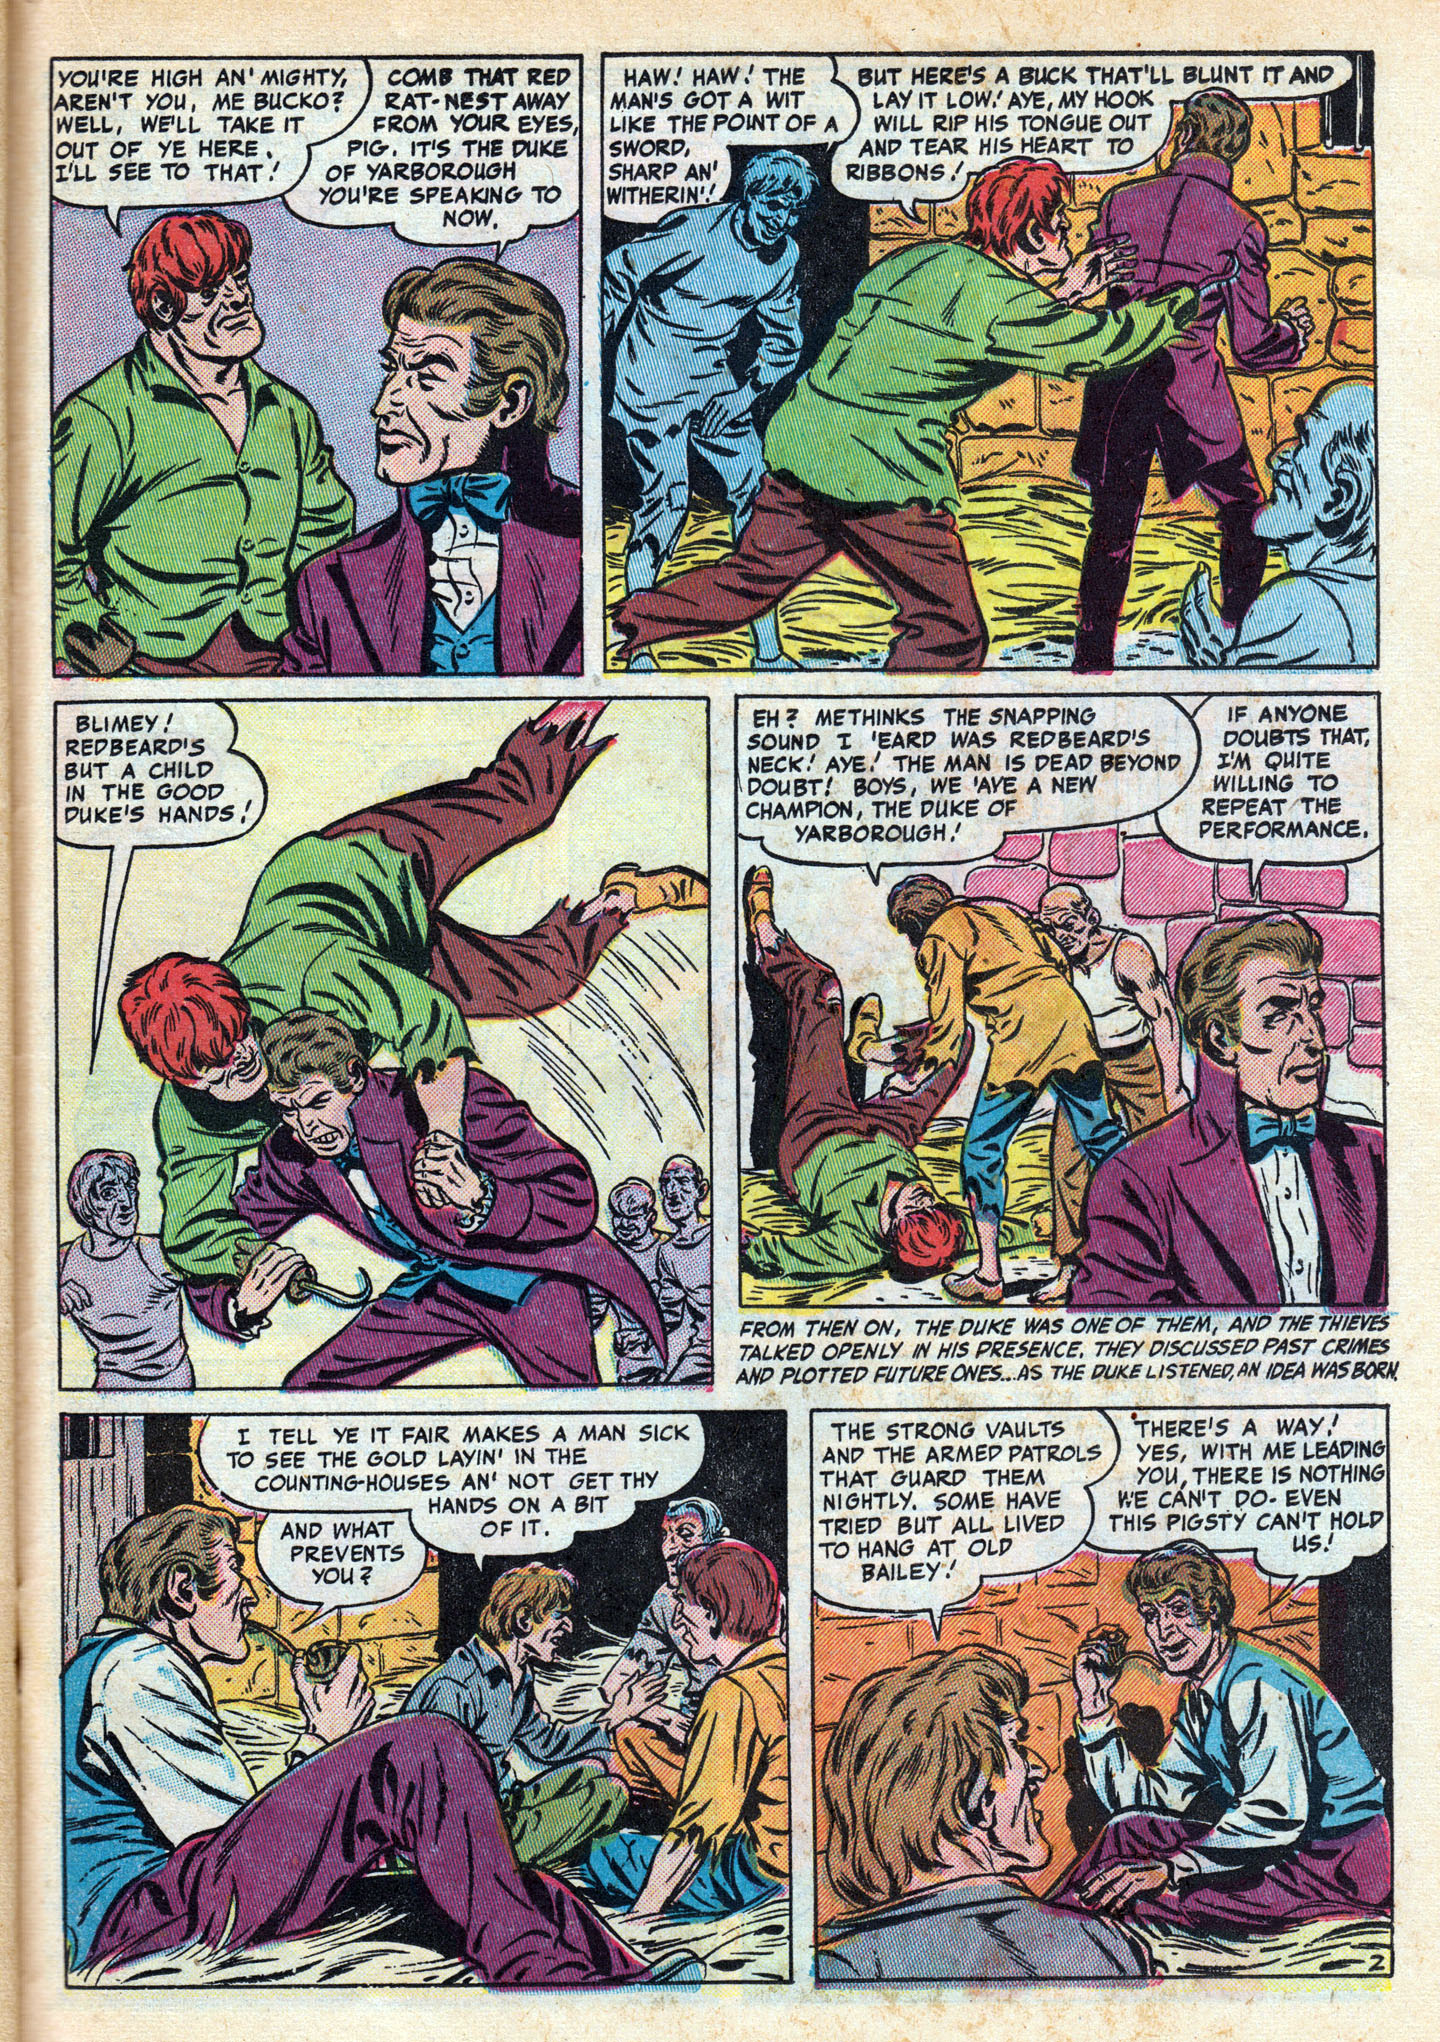 YOU'RE HIGH AN' MIGHTY,
AREN'T YOU, ME BUCKO?
WELL, WE'LL TAKE IT
OUT OF YE HERE.
I'LL SEE TO THAT!
COMB THAT RED
RAT-NEST AWAY
FROM YOUR EYES,
PIG. IT'S THE DUKE
OF YARBOROUGH
YOU'RE SPEAKING TO
NOW.
HAW! HAW! THE
MAN'S GOT A WIT
LIKE THE POINT OF A
SWORD,
SHARP AN'
WITHERIN'!
BUT HERE'S A BUCK THAT'LL BLUNT IT AND
LAY IT LOW! AYE, MY HOOK
WILL RIP HIS TONGUE OUT
AND TEAR HIS HEART TO
RIBBONS!
BLIMEY!
REDBEARD'S
BUT A CHILD
IN THE GOOD
DUKE'S HANDS!
EH? METHINKS THE SNAPPING
SOUND I 'EARD WAS REDBEARD'S
NECK! AYE! THE MAN IS DEAD BEYOND
DOUBT! BOYS, WE 'AVE A NEW
CHAMPION, THE DUKE OF
YARBOROUGH!
IF ANYONE
DOUBTS THAT,
I'M QUITE
WILLING TO
REPEAT THE
PERFORMANCE.
FROM THEN ON, THE DUKE WAS ONE OF THEM, AND THE THIEVES
TALKED OPENLY IN HIS PRESENCE. THEY DISCUSSED PAST CRIMES
AND PLOTTED FUTURE ONES...AS THE DUKE LISTENED, AN IDEA WAS BORN.
I TELL YE IT FAIR MAKES A MAN SICK
TO SEE THE GOLD LAYIN' IN THE
COUNTING-HOUSES AN' NOT GET THY
HANDS ON A BIT
OF IT.
AND WHAT
PREVENTS
YOU?
THE STRONG VAULTS
AND THE ARMED PATROLS
THAT GUARD THEM
NIGHTLY. SOME HAVE
TRIED BUT ALL LIVED
TO HANG AT OLD
BAILEY!
THERE'S A WAY!
YES, WITH ME LEADING
YOU, THERE IS NOTHING
WE CAN'T DO-EVEN
THIS PIGSTY CAN'T HOLD
US!
2